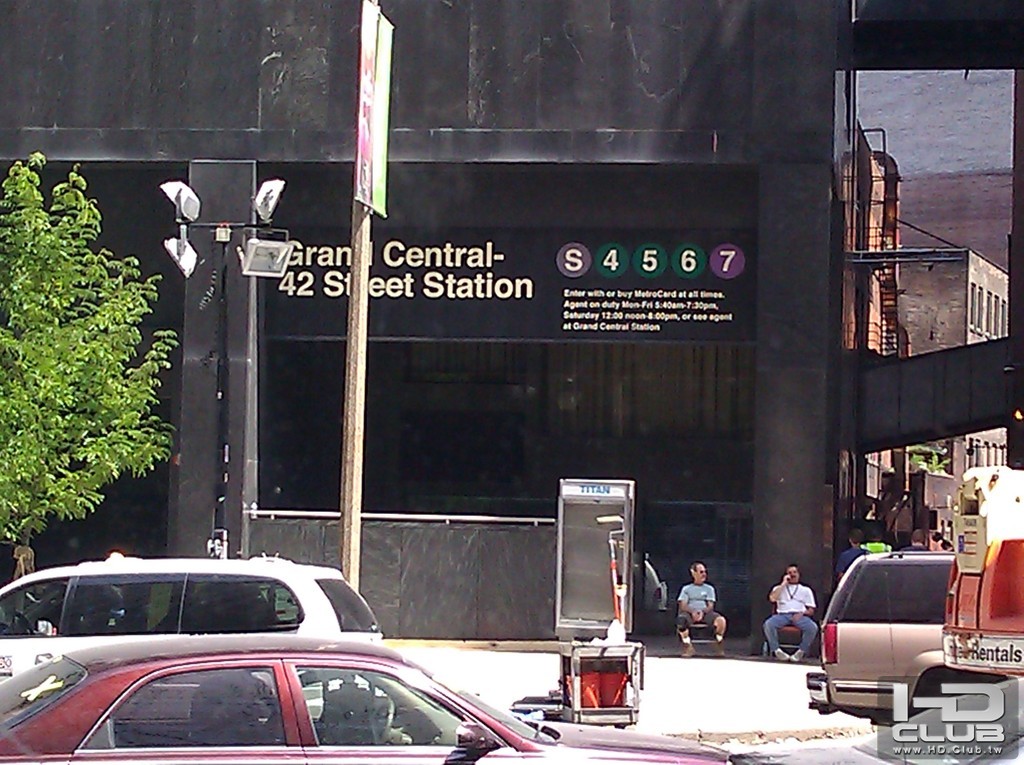 Grand Central-
42 Street Station
S 4 5 6 7
Enter with or buy MetroCard at all times.
Agent on duty Mon-Fri 5:40am-7:30pm,
Saturday 12:00 noon-8:00pm, or see agent
at Grand Central Station
TITAN
Rentals
HD
CLUB
www.HD.Club.tw